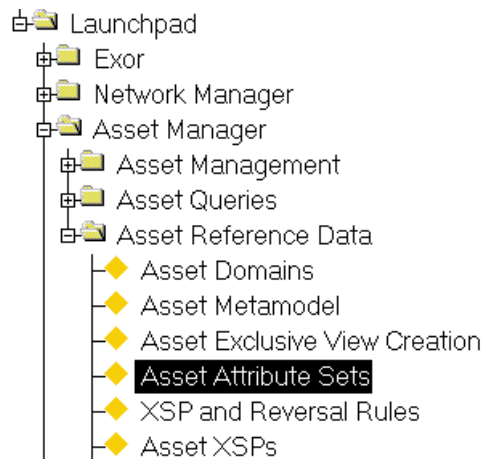 Launchpad
Exor
Network Manager
Asset Manager
Asset Management
Asset Queries
Asset Reference Data
Asset Domains
Asset Metamodel
Asset Exclusive View Creation
Asset Attribute Sets
XSP and Reversal Rules
Asset XSPs